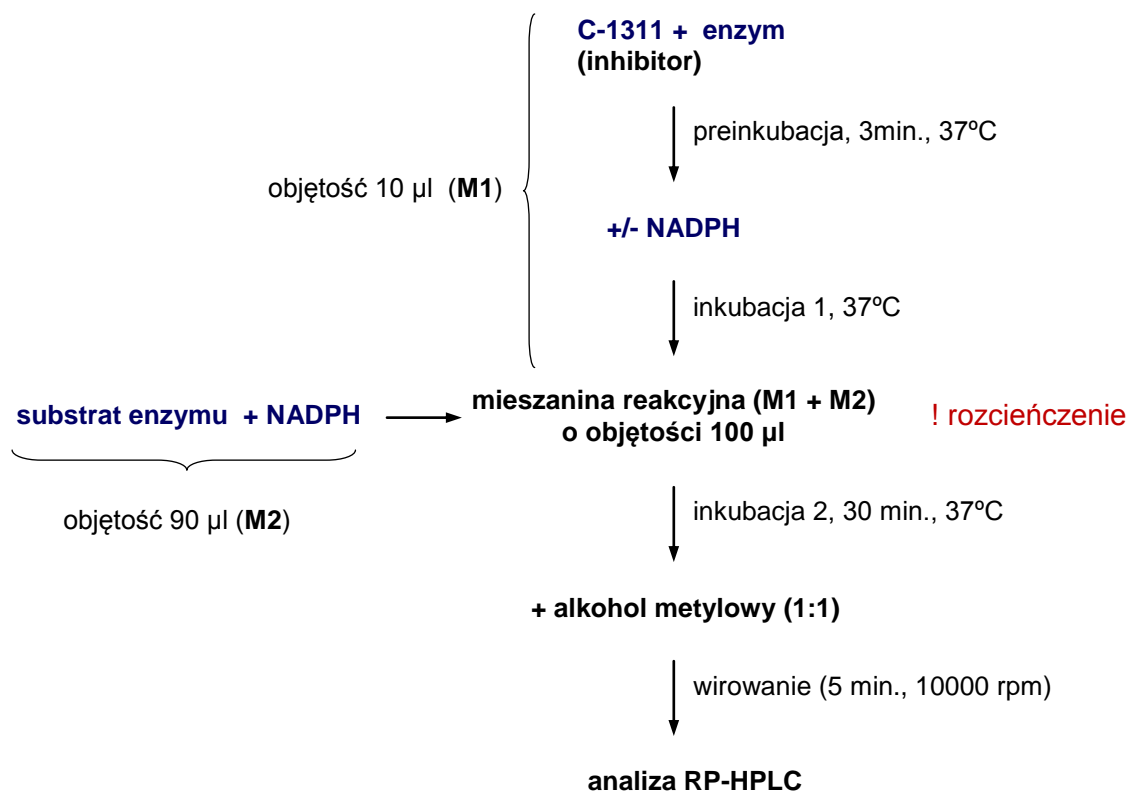 C-1311 + enzym
(inhibitor)
preinkubacja, 3min., 37ºC
objętość 10 µl (M1)
+/- NADPH
inkubacja 1, 37ºC
substrat enzymu + NADPH
mieszanina reakcyjna (M1 + M2)
o objętości 100 µl
! rozcieńczenie
objętość 90 µl (M2)
inkubacja 2, 30 min., 37ºC
+ alkohol metylowy (1:1)
wirowanie (5 min., 10000 rpm)
analiza RP-HPLC